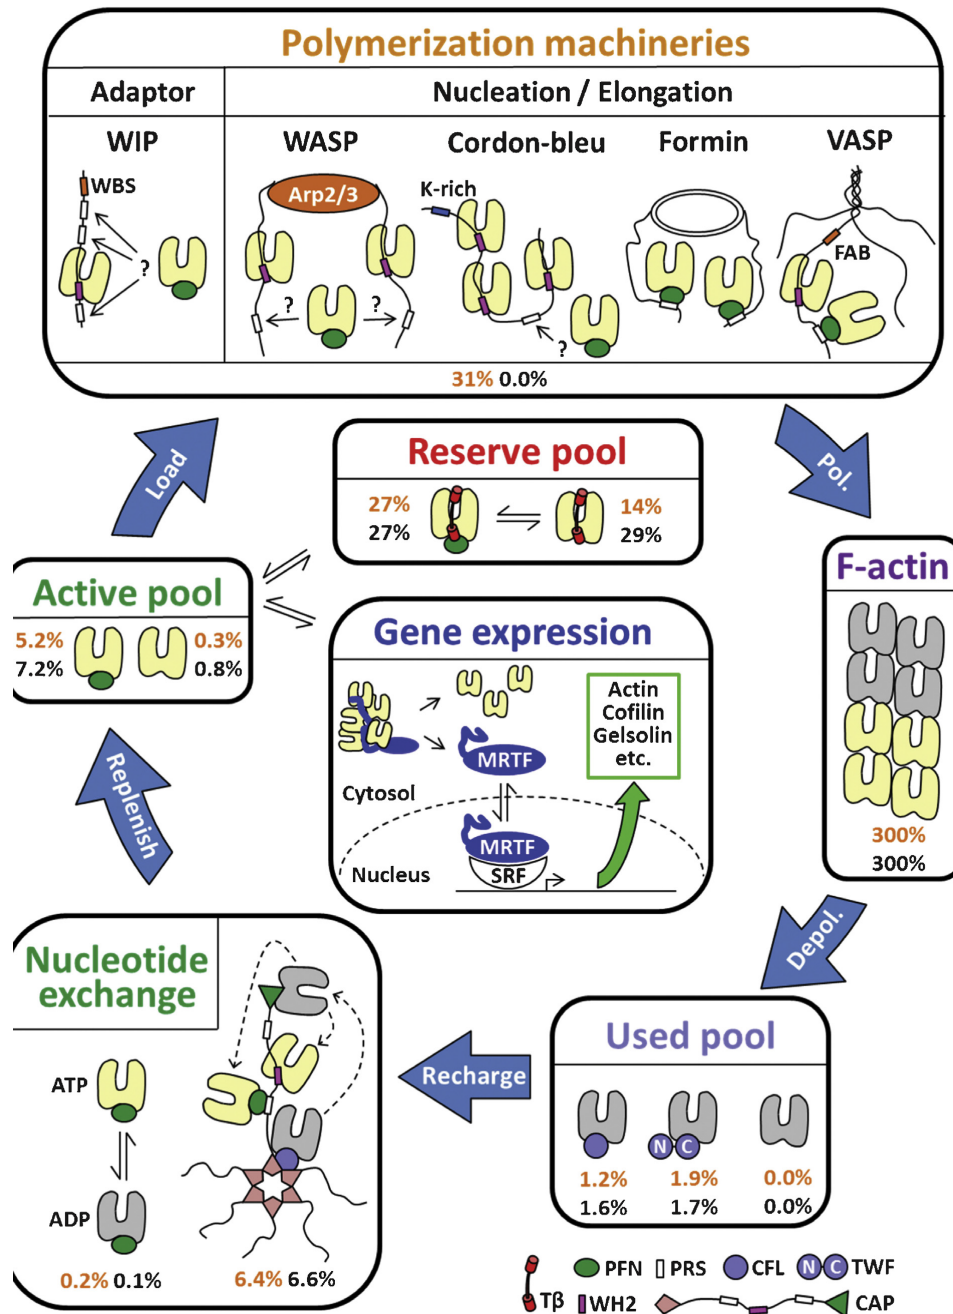 Polymerization machineries
Adaptor
Nucleation / Elongation
WIP
WASP
Cordon-bleu
Formin
VASP
WBS
Arp2/3
K-rich
FAB
?
?
?
?
31% 0.0%
Load
Pol.
Reserve pool
27%
27%
14%
29%
Active pool
5.2%
7.2%
0.3%
0.8%
F-actin
300%
300%
Gene expression
Actin
Cofilin
Gelsolin
etc.
MRTF
Cytosol
MRTF
SRF
Nucleus
Replenish
Depol.
Nucleotide
exchange
ATP
ADP
0.2% 0.1%
6.4% 6.6%
Recharge
Used pool
N C
1.2%
1.6%
1.9%
1.7%
0.0%
0.0%
Tβ
PFN
PRS
CFL
N C TWF
WH2
CAP